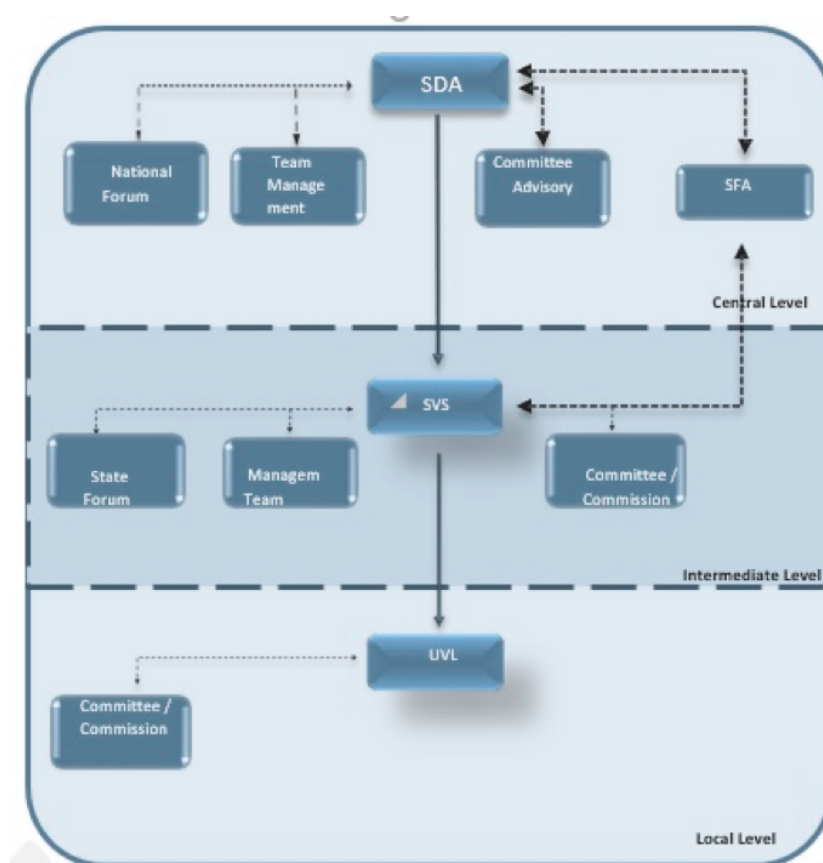 SDA
National
Forum
Team
Manage
ment
Committee
Advisory
SFA
Central Level
SVS
State
Forum
Managem
Team
Committee /
Commission
Intermediate Level
UVL
Committee /
Commission
Local Level